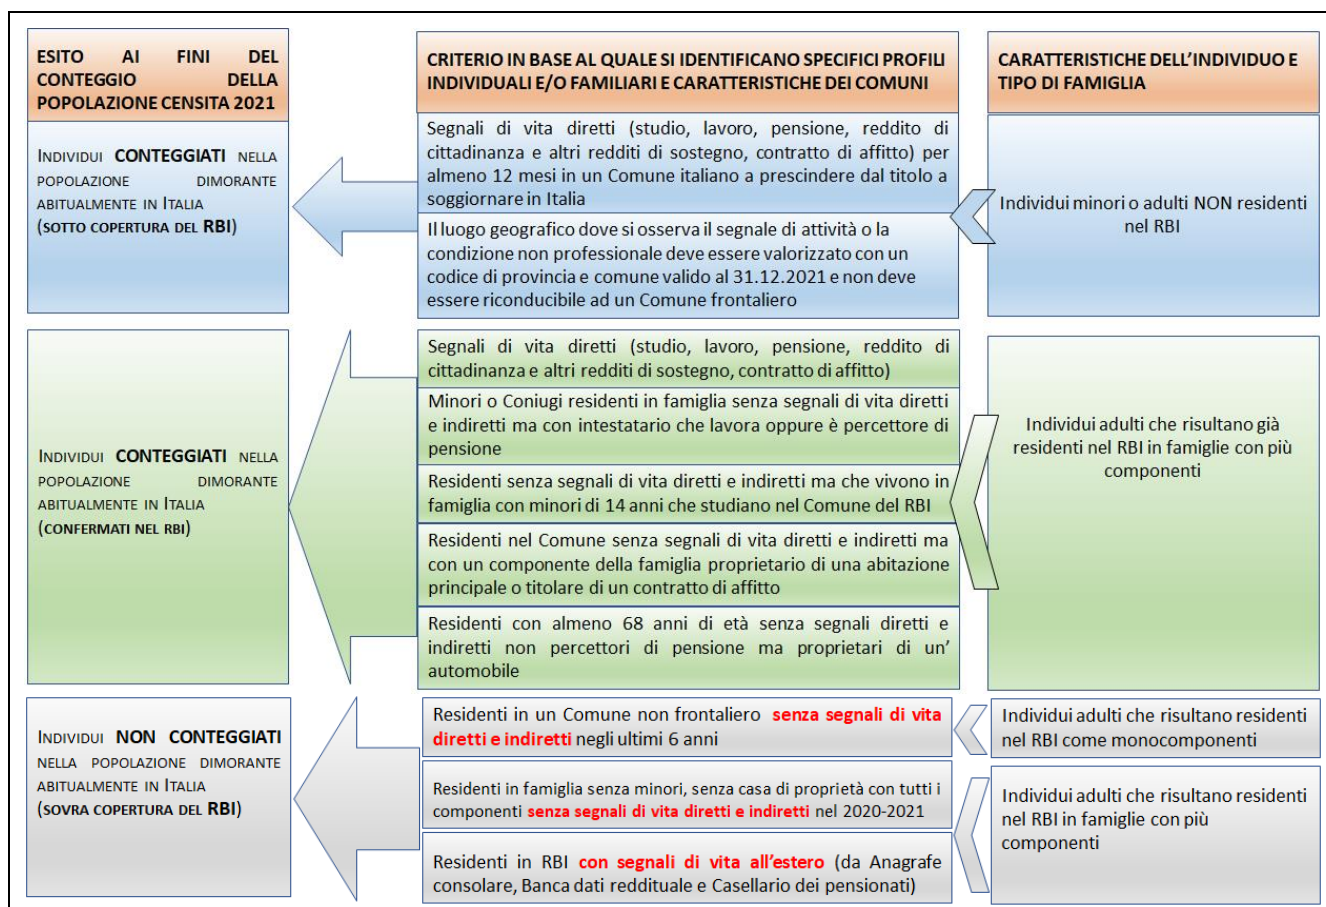 ESITO AI FINI DEL
CONTEGGIO DELLA
POPOLAZIONE CENSITA 2021
CRITERIO IN BASE AL QUALE SI IDENTIFICANO SPECIFICI PROFILI
INDIVIDUALI E/O FAMILIARI E CARATTERISTICHE DEI COMUNI
CARATTERISTICHE DELL'INDIVIDUO E
TIPO DI FAMIGLIA
INDIVIDUI CONTEGGIATI NELLA
POPOLAZIONE DIMORANTE
ABITUALMENTE IN ITALIA
(SOTTO COPERTURA DEL RBI)
Segnali di vita diretti (studio, lavoro, pensione, reddito di
cittadinanza e altri redditi di sostegno, contratto di affitto) per
almeno 12 mesi in un Comune italiano a prescindere dal titolo a
soggiornare in Italia
Il luogo geografico dove si osserva il segnale di attività o la
condizione non professionale deve essere valorizzato con un
codice di provincia e comune valido al 31.12.2021 e non deve
essere riconducibile ad un Comune frontaliero
Individui minori o adulti NON residenti
nel RBI
INDIVIDUI CONTEGGIATI NELLA
POPOLAZIONE DIMORANTE
ABITUALMENTE IN ITALIA
(CONFERMATI NEL RBI)
Segnali di vita diretti (studio, lavoro, pensione, reddito di
cittadinanza e altri redditi di sostegno, contratto di affitto)
Minori o Coniugi residenti in famiglia senza segnali di vita diretti
e indiretti ma con intestatario che lavora oppure è percettore di
pensione
Residenti senza segnali di vita diretti e indiretti ma che vivono in
famiglia con minori di 14 anni che studiano nel Comune del RBI
Residenti nel Comune senza segnali di vita diretti e indiretti ma
con un componente della famiglia proprietario di una abitazione
principale o titolare di un contratto di affitto
Residenti con almeno 68 anni di età senza segnali diretti e
indiretti non percettori di pensione ma proprietari di un'
automobile
Individui adulti che risultano già
residenti nel RBI in famiglie con più
componenti
INDIVIDUI NON CONTEGGIATI
NELLA POPOLAZIONE DIMORANTE
ABITUALMENTE IN ITALIA
(SOVRA COPERTURA DEL RBI)
Residenti in un Comune non frontaliero senza segnali di vita
diretti e indiretti negli ultimi 6 anni
Individui adulti che risultano residenti
nel RBI come monocomponenti
Residenti in famiglia senza minori, senza casa di proprietà con tutti i
componenti senza segnali di vita diretti e indiretti nel 2020-2021
Residenti in RBI con segnali di vita all'estero (da Anagrafe
consolare, Banca dati reddituale e Casellario dei pensionati)
Individui adulti che risultano residenti
nel RBI in famiglie con più
componenti